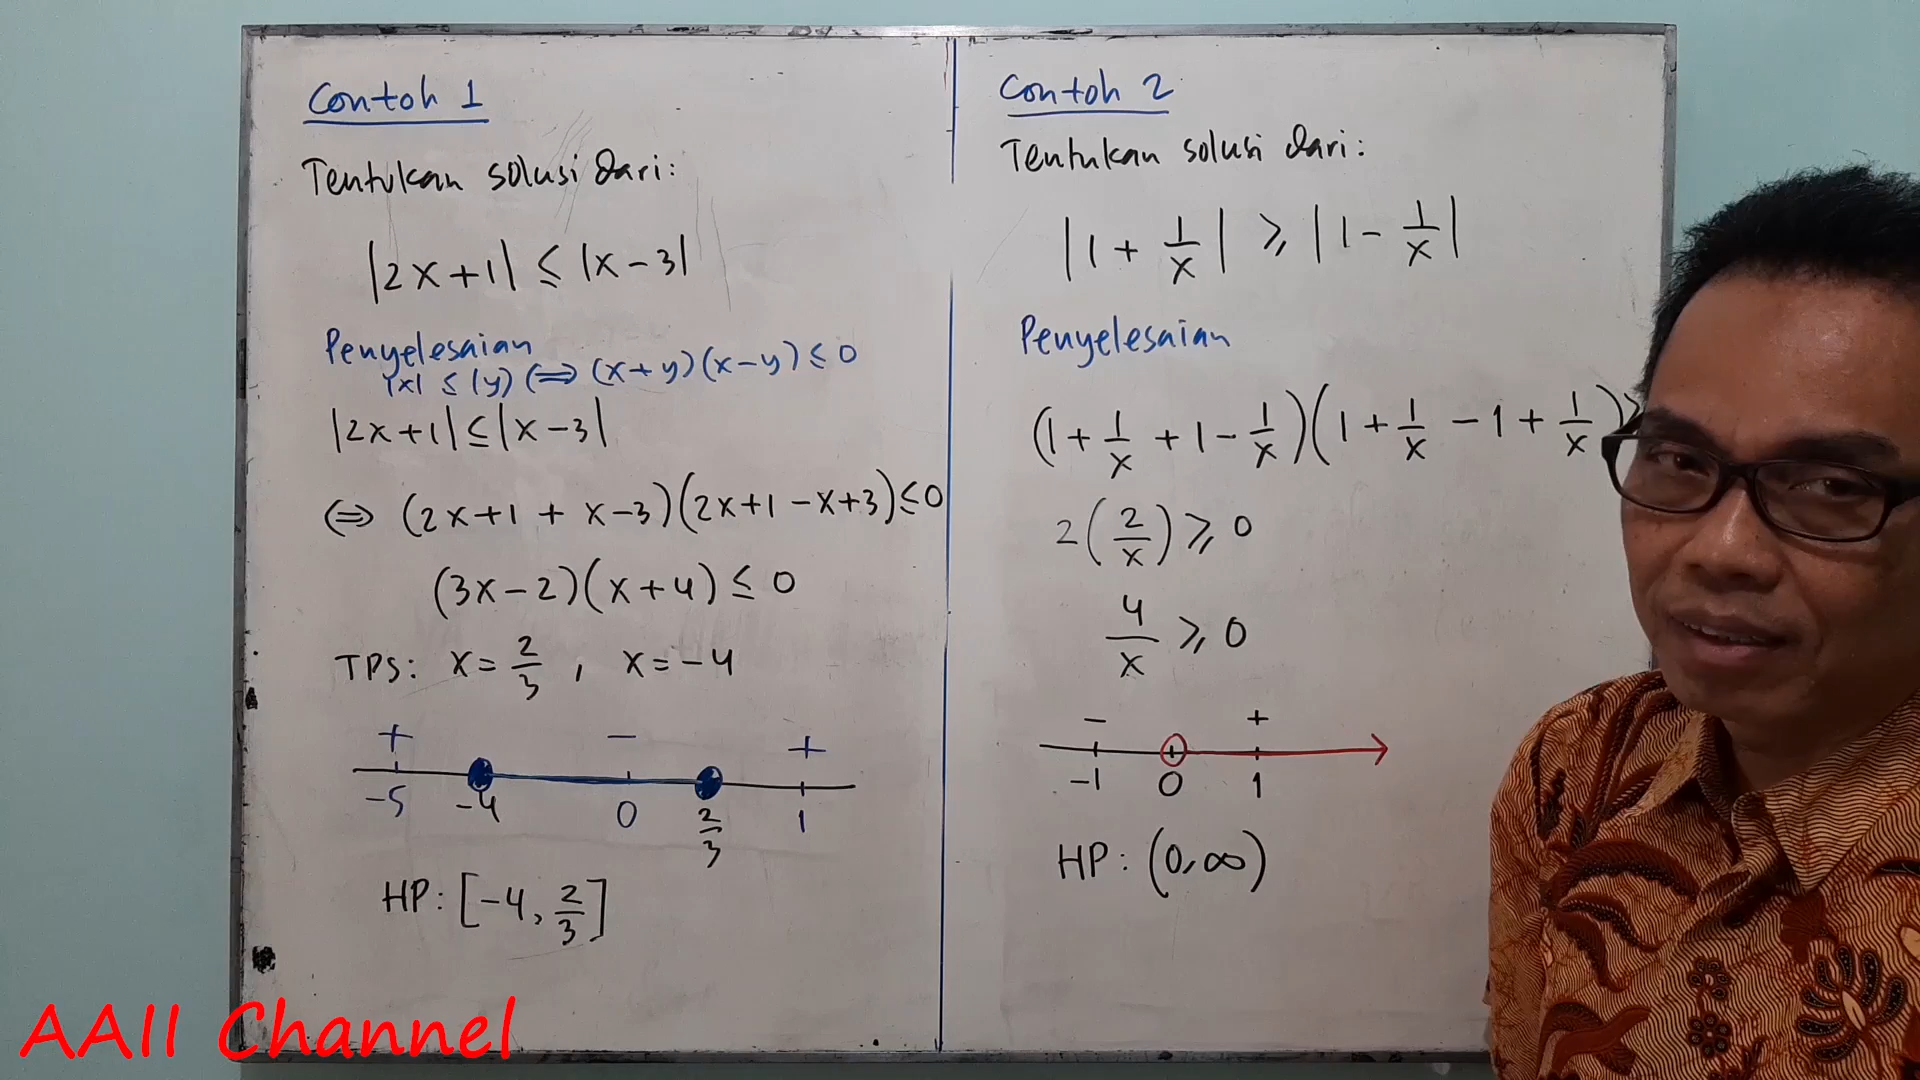 Contoh 1
Tentukan solusi dari:
|2x+1| ≤ |x-3|
Penyelesaian
|x| ≤ |y| ⟺ (x+y)(x-y) ≤ 0
|2x+1| ≤ |x-3|
⟺ (2x+1 + x-3)(2x+1 -x+3) ≤ 0
(3x-2)(x+4) ≤ 0
TPS: x = 2/3 , x = -4
+ - +
-5 -4 0 2/3 1
HP: [-4, 2/3]
Contoh 2
Tentukan solusi dari:
|1 + 1/x| ⩾ |1 - 1/x|
Penyelesaian
(1 + 1/x + 1 - 1/x)(1 + 1/x - 1 + 1/x) ⩾
2(2/x) ⩾ 0
4/x ⩾ 0
- +
-1 0 1
HP: (0, ∞)
AAII Channel